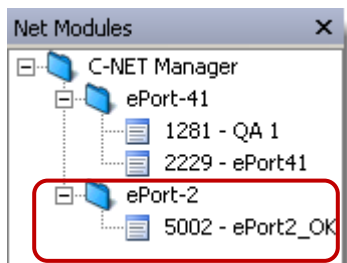 Net Modules
C-NET Manager
ePort-41
1281 - QA 1
2229 - ePort41
ePort-2
5002 - ePort2_OK